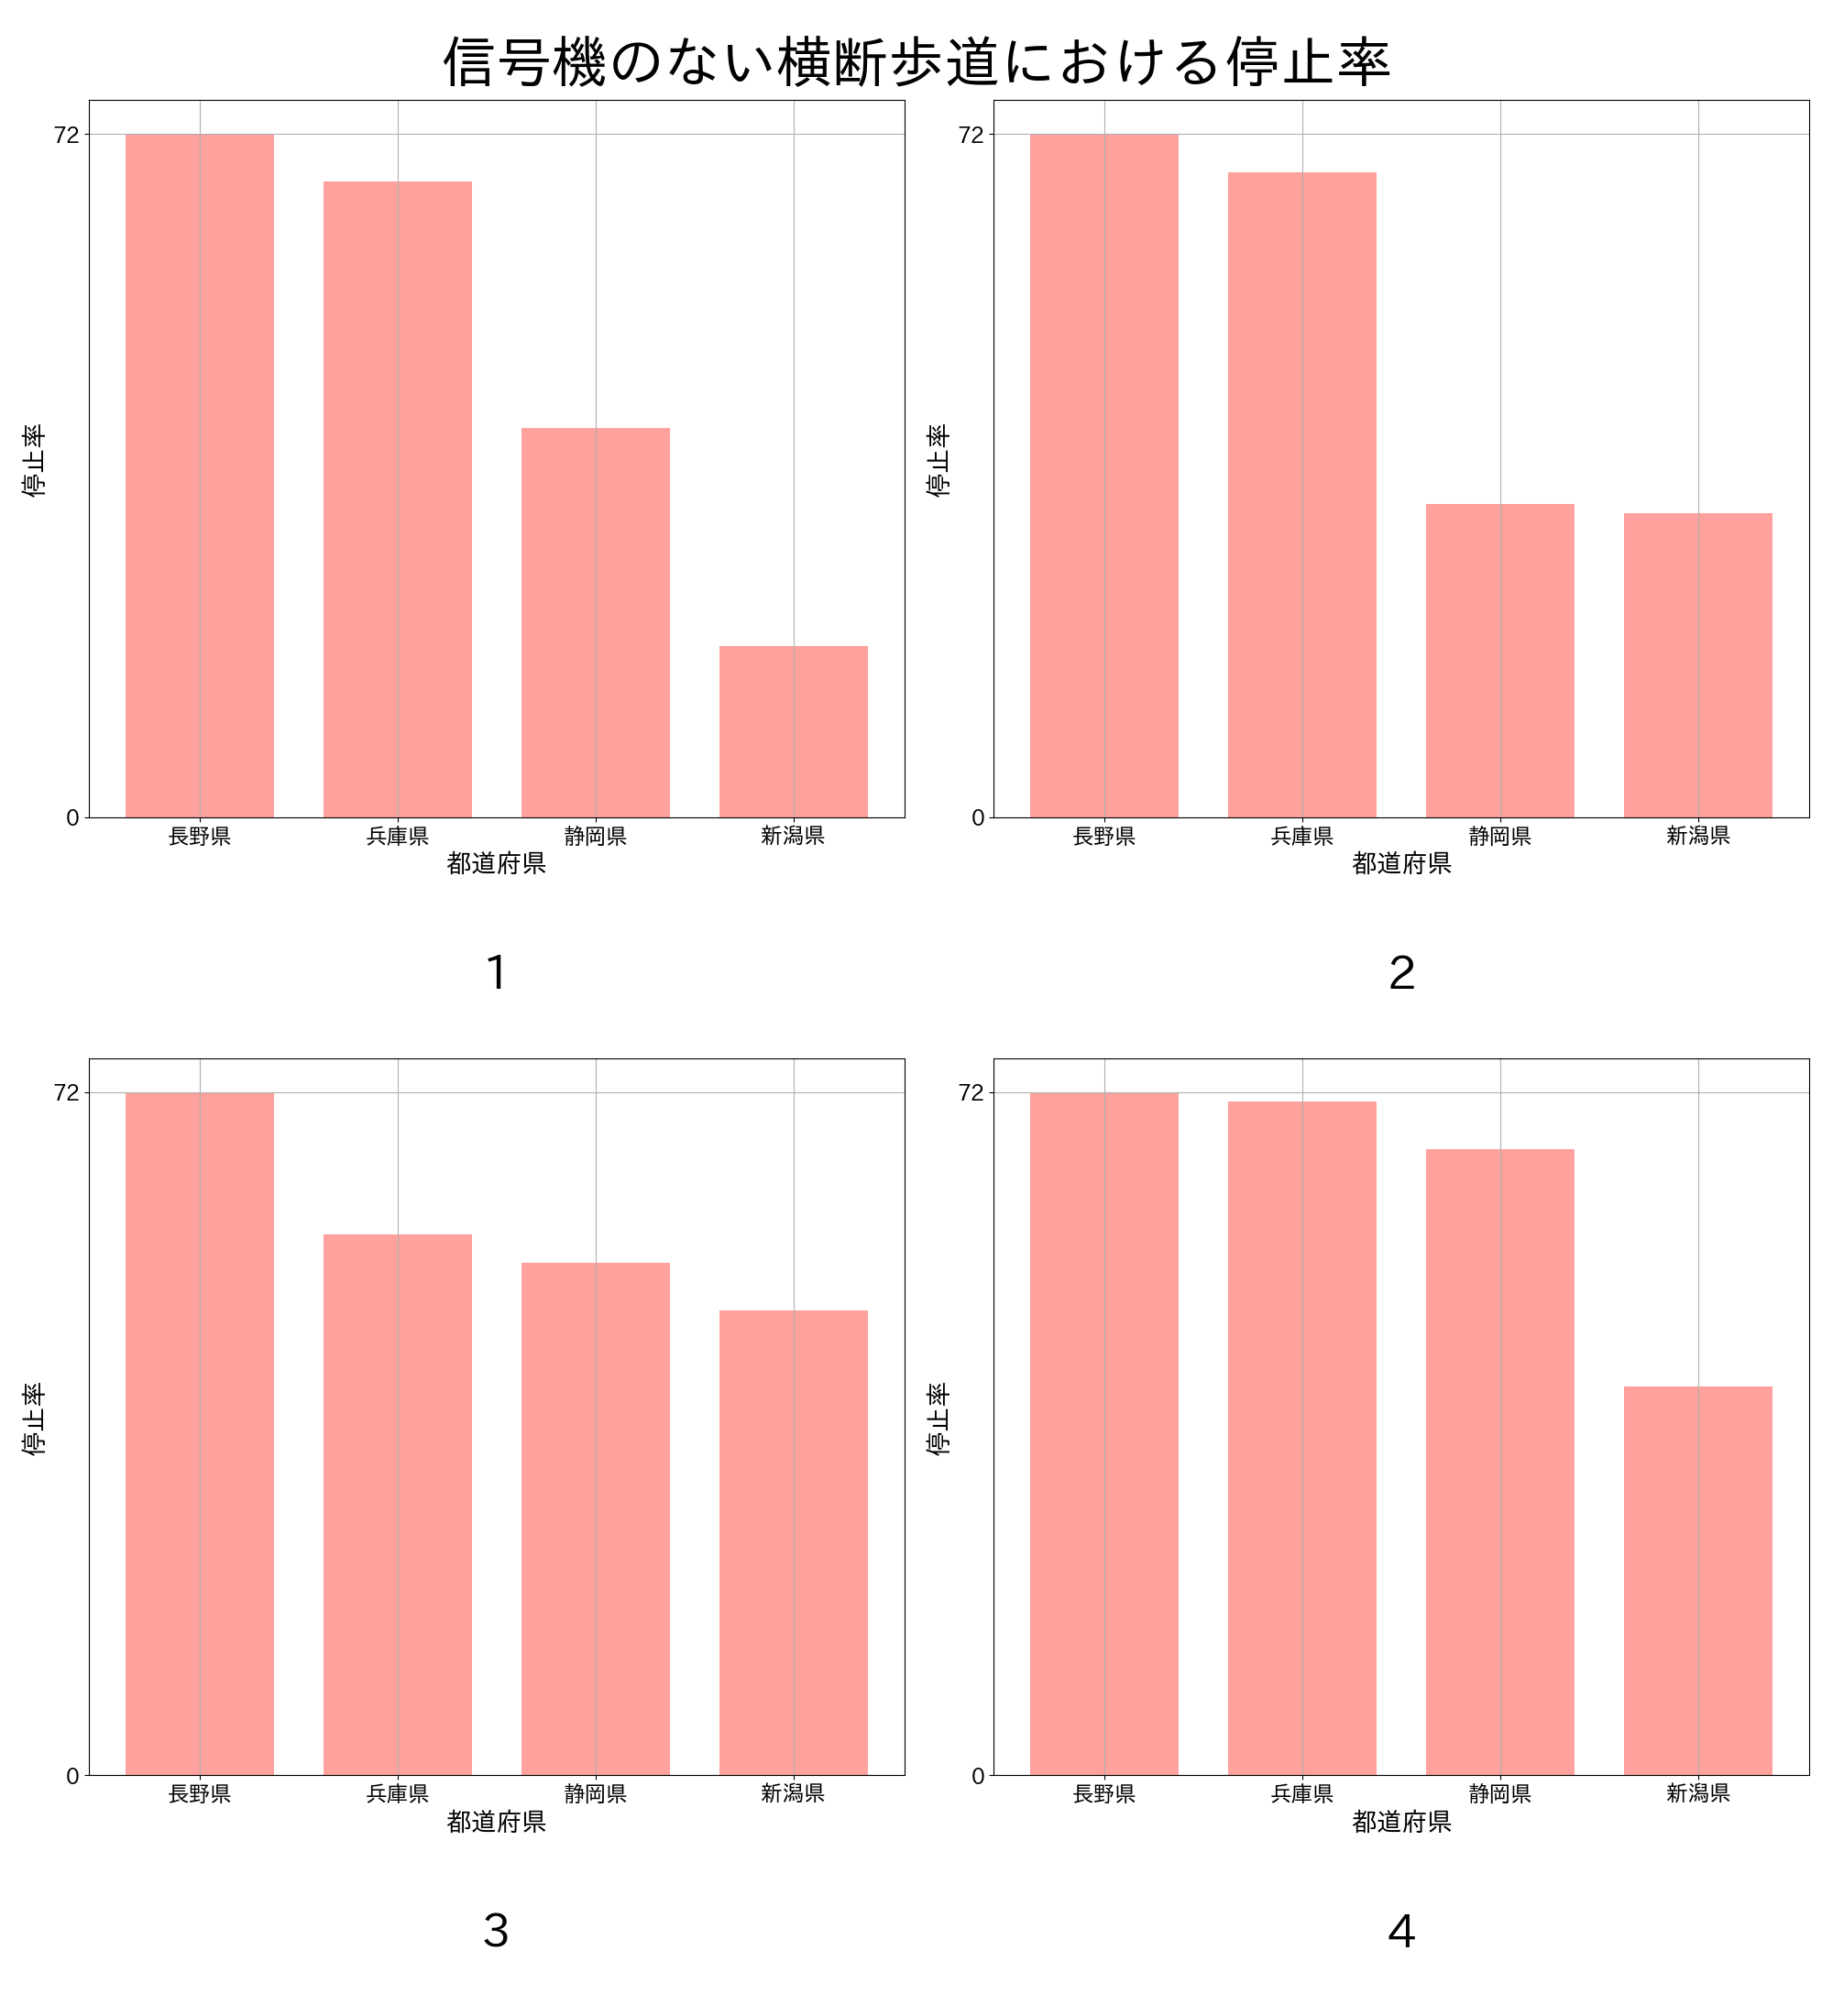 信号機のない横断歩道における停止率
72
0
停止率
長野県 兵庫県 静岡県 新潟県
都道府県
1
72
0
停止率
長野県 兵庫県 静岡県 新潟県
都道府県
2
72
0
停止率
長野県 兵庫県 静岡県 新潟県
都道府県
3
72
0
停止率
長野県 兵庫県 静岡県 新潟県
都道府県
4